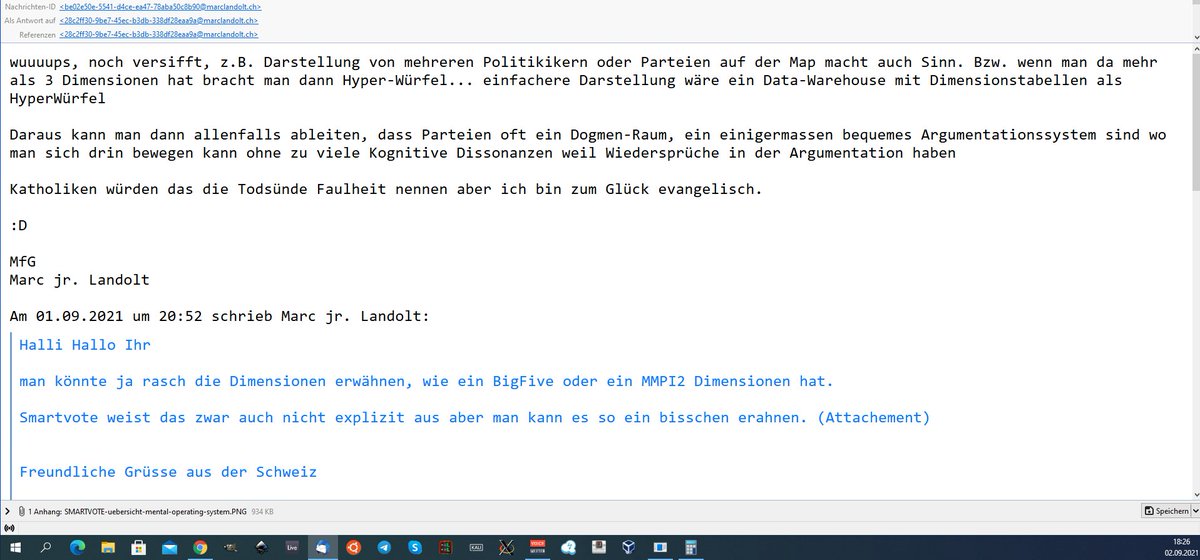 Nachrichten-ID <be02e50e-5541-d4ce-ea47-78aba50c8b90@marclandolt.ch>
Als Antwort auf <28c2ff30-9be7-45ec-b3db-338df28eaa9a@marclandolt.ch>
Referenzen <28c2ff30-9be7-45ec-b3db-338df28eaa9a@marclandolt.ch>
wuuuups, noch versifft, z.B. Darstellung von mehreren Politikikern oder Parteien auf der Map macht auch Sinn. Bzw. wenn man da mehr
als 3 Dimensionen hat bracht man dann Hyper-Würfel... einfachere Darstellung wäre ein Data-Warehouse mit Dimensionstabellen als
HyperWürfel
Daraus kann man dann allenfalls ableiten, dass Parteien oft ein Dogmen-Raum, ein einigermassen bequemes Argumentationssystem sind wo
man sich drin bewegen kann ohne zu viele Kognitive Dissonanzen weil Wiedersprüche in der Argumentation haben
Katholiken würden das die Todsünde Faulheit nennen aber ich bin zum Glück evangelisch.
:D
MfG
Marc jr. Landolt
Am 01.09.2021 um 20:52 schrieb Marc jr. Landolt:
Halli Hallo Ihr
man könnte ja rasch die Dimensionen erwähnen, wie ein BigFive oder ein MMPI2 Dimensionen hat.
Smartvote weist das zwar auch nicht explizit aus aber man kann es so ein bisschen erahnen. (Attachement)
Freundliche Grüsse aus der Schweiz
1 Anhang: SMARTVOTE-uebersicht-mental-operating-system.PNG 934 KB
Speichern
Live
KALI
18:26
02.09.2021